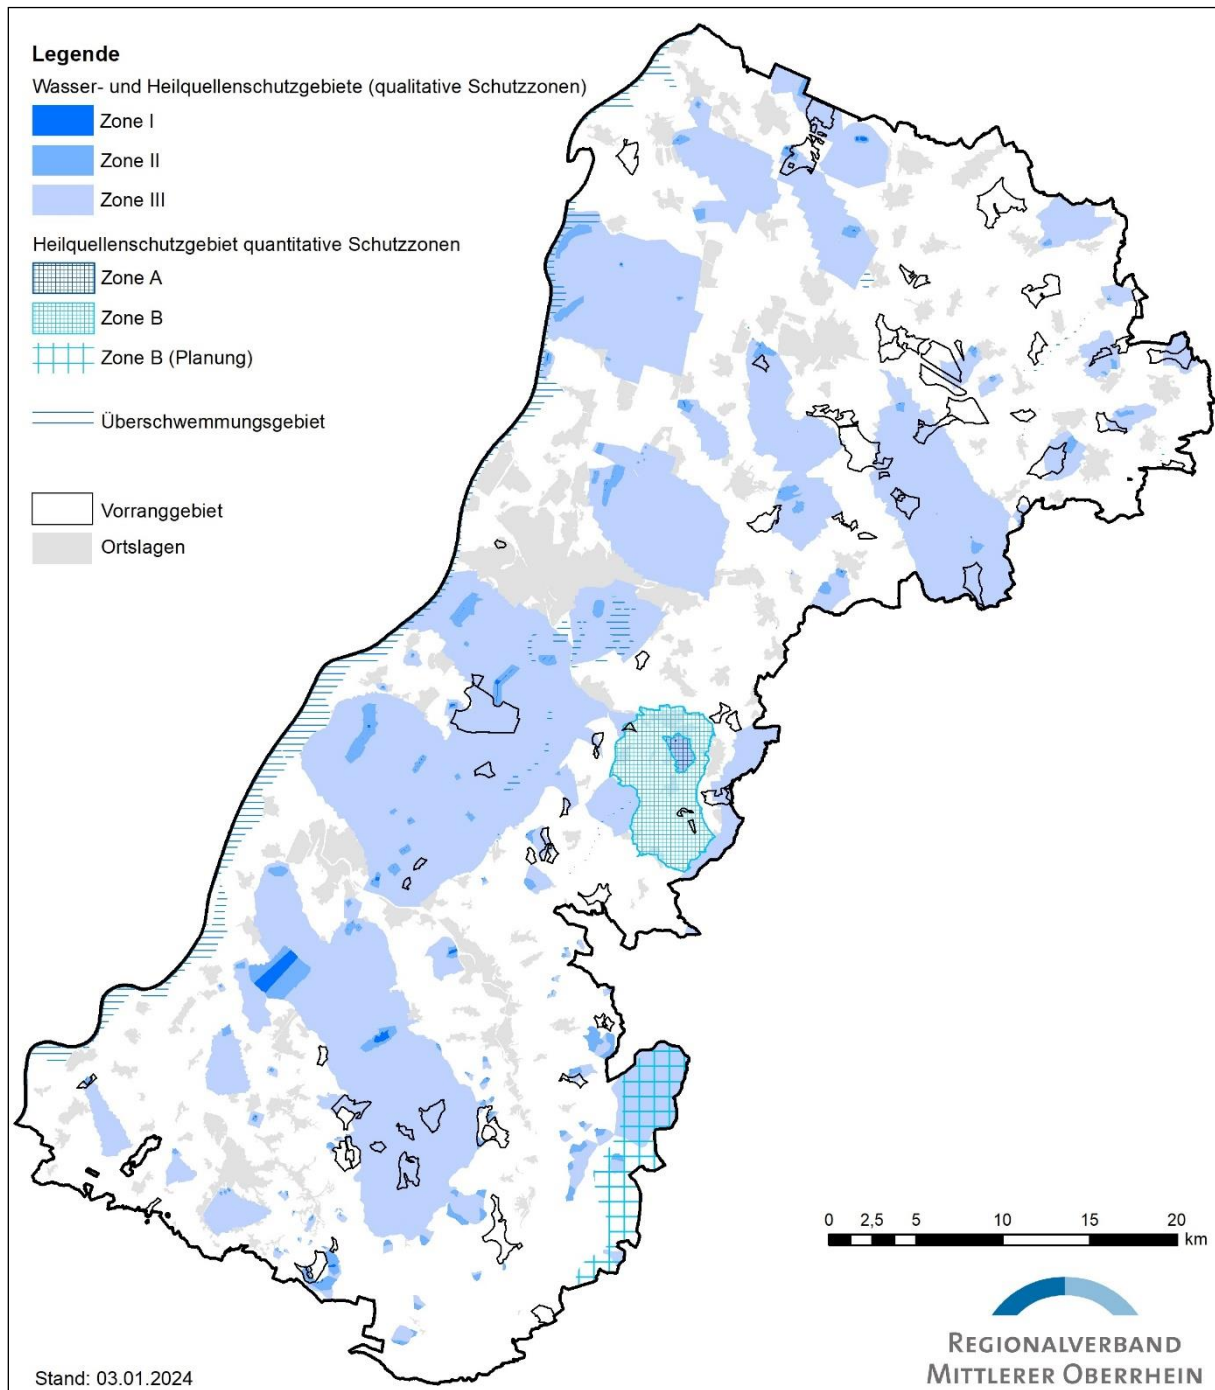 Legende
Wasser- und Heilquellenschutzgebiete (qualitative Schutzzonen)
Zone I
Zone II
Zone III
Heilquellenschutzgebiet quantitative Schutzzonen
Zone A
Zone B
Zone B (Planung)
Überschwemmungsgebiet
Vorranggebiet
Ortslagen
0 2,5 5 10 15 20
km
REGIONALVERBAND
MITTLERER OBERRHEIN
Stand: 03.01.2024